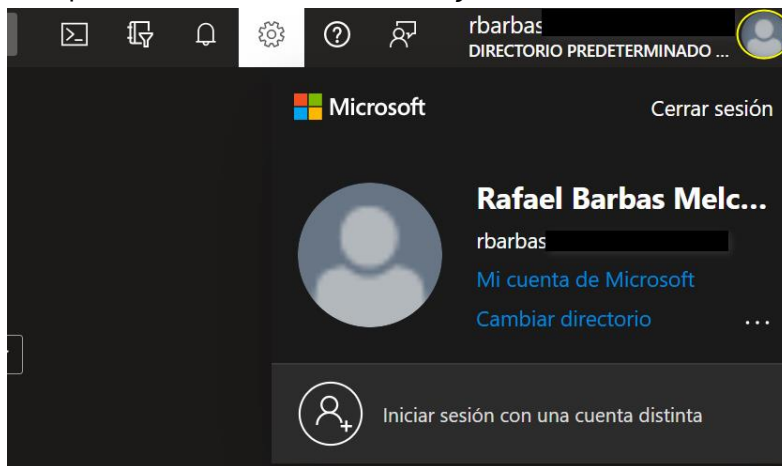 rbarbas
DIRECTORIO PREDETERMINADO ...
Microsoft
Cerrar sesión
Rafael Barbas Melc...
rbarbas
Mi cuenta de Microsoft
Cambiar directorio
...
Iniciar sesión con una cuenta distinta